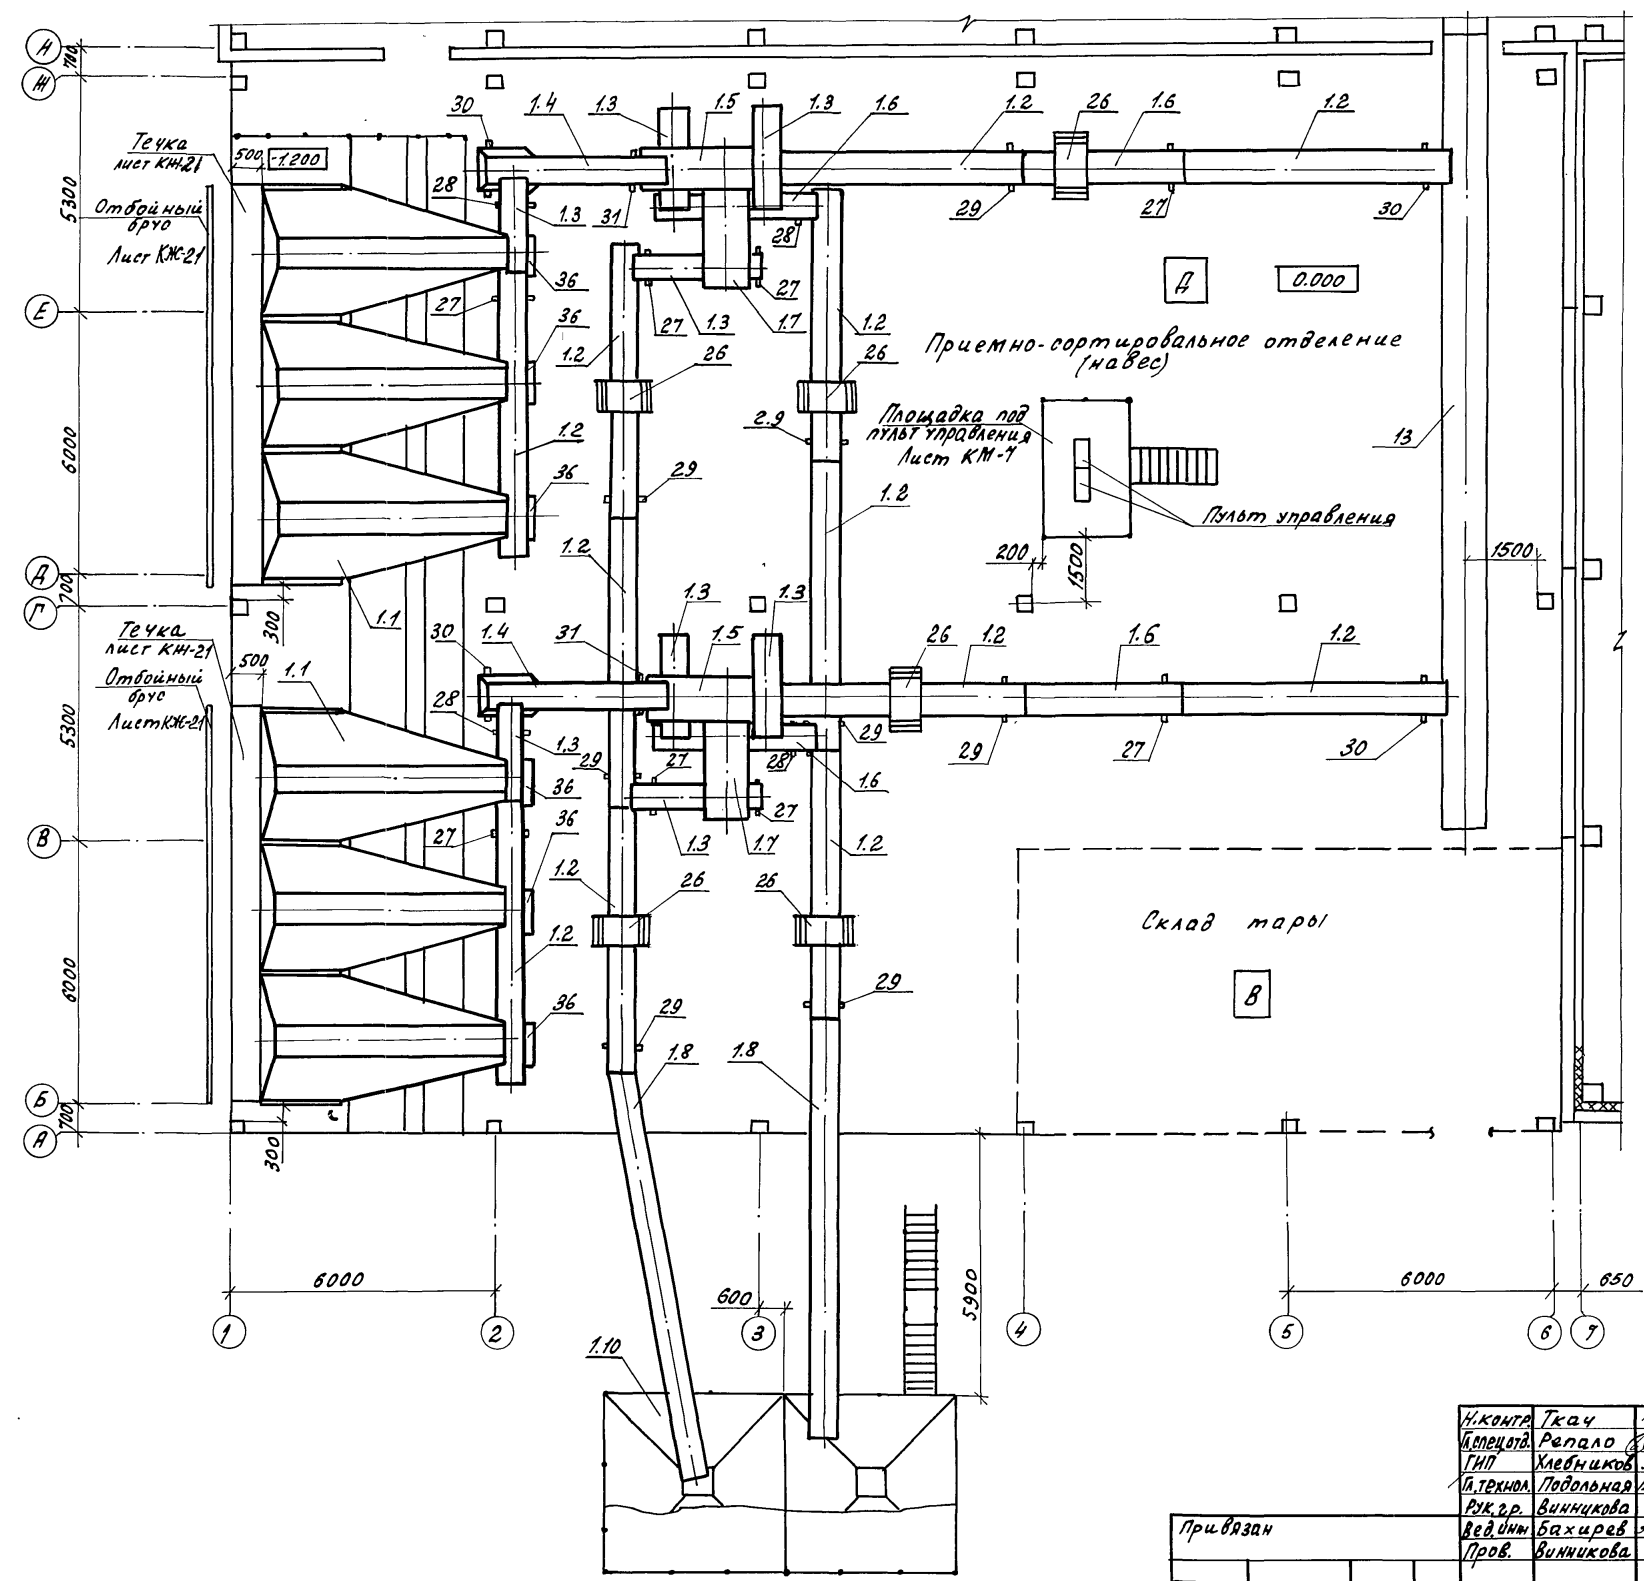 Н
Ж
700
Течка
лист КЖ-21
500
-1.200
30
1.4
1.3
1.5
1.3
1.6
1.2
26
1.6
1.2
5300
Отбойный
брус
Лист КЖ-21
28
1.3
31
28
29
27
30
36
27
1.3
27
1.7
1.2
Д
0.000
Е
27
36
1.2
26
26
Приемно-сортировальное отделение
(навес)
Площадка под
пульт управления
Лист КМ-7
2.9
13
6000
1.2
36
29
1.2
Пульт управления
1.2
200
1500
1500
Д
700
Г
300
1.1
Течка
лист КЖ-21
Отбойный
брус
Лист КЖ-21
500
1.1
30
1.4
31
1.3
1.5
1.3
26
1.2
1.6
1.2
5300
28
1.3
29
27
28
1.6
29
29
27
30
36
27
36
1.3
1.7
27
1.2
В
1.2
26
26
Склад тары
В
6000
1.2
36
29
29
1.8
1.8
Б
700
А
300
6000
600
5900
6000
650
1
2
3
4
5
6
7
1.10
Н.контр. Ткач
Гл.спец.отд. Репало
ГИП Хлебников
Гл.технол. Подольная
Рук.гр. Винникова
Вед.инж. Бахирев
Пров. Винникова
Привязан